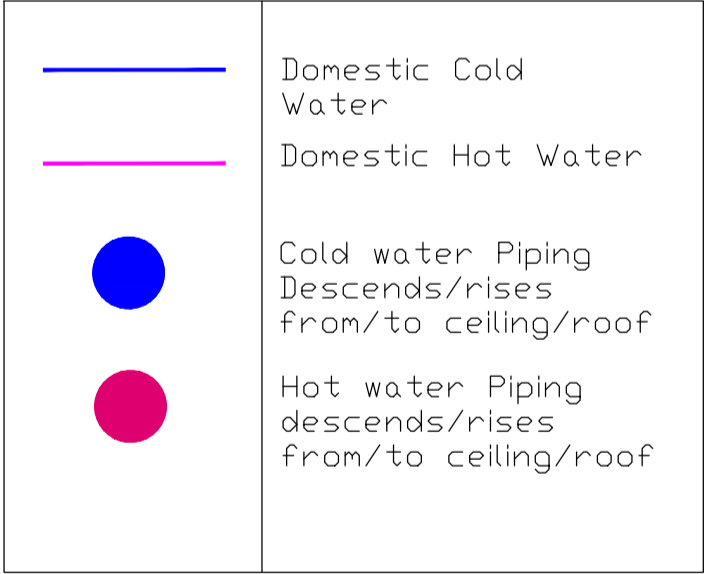 Domestic Cold
Water
Domestic Hot Water
Cold water Piping
Descends/rises
from/to ceiling/roof
Hot water Piping
descends/rises
from/to ceiling/roof